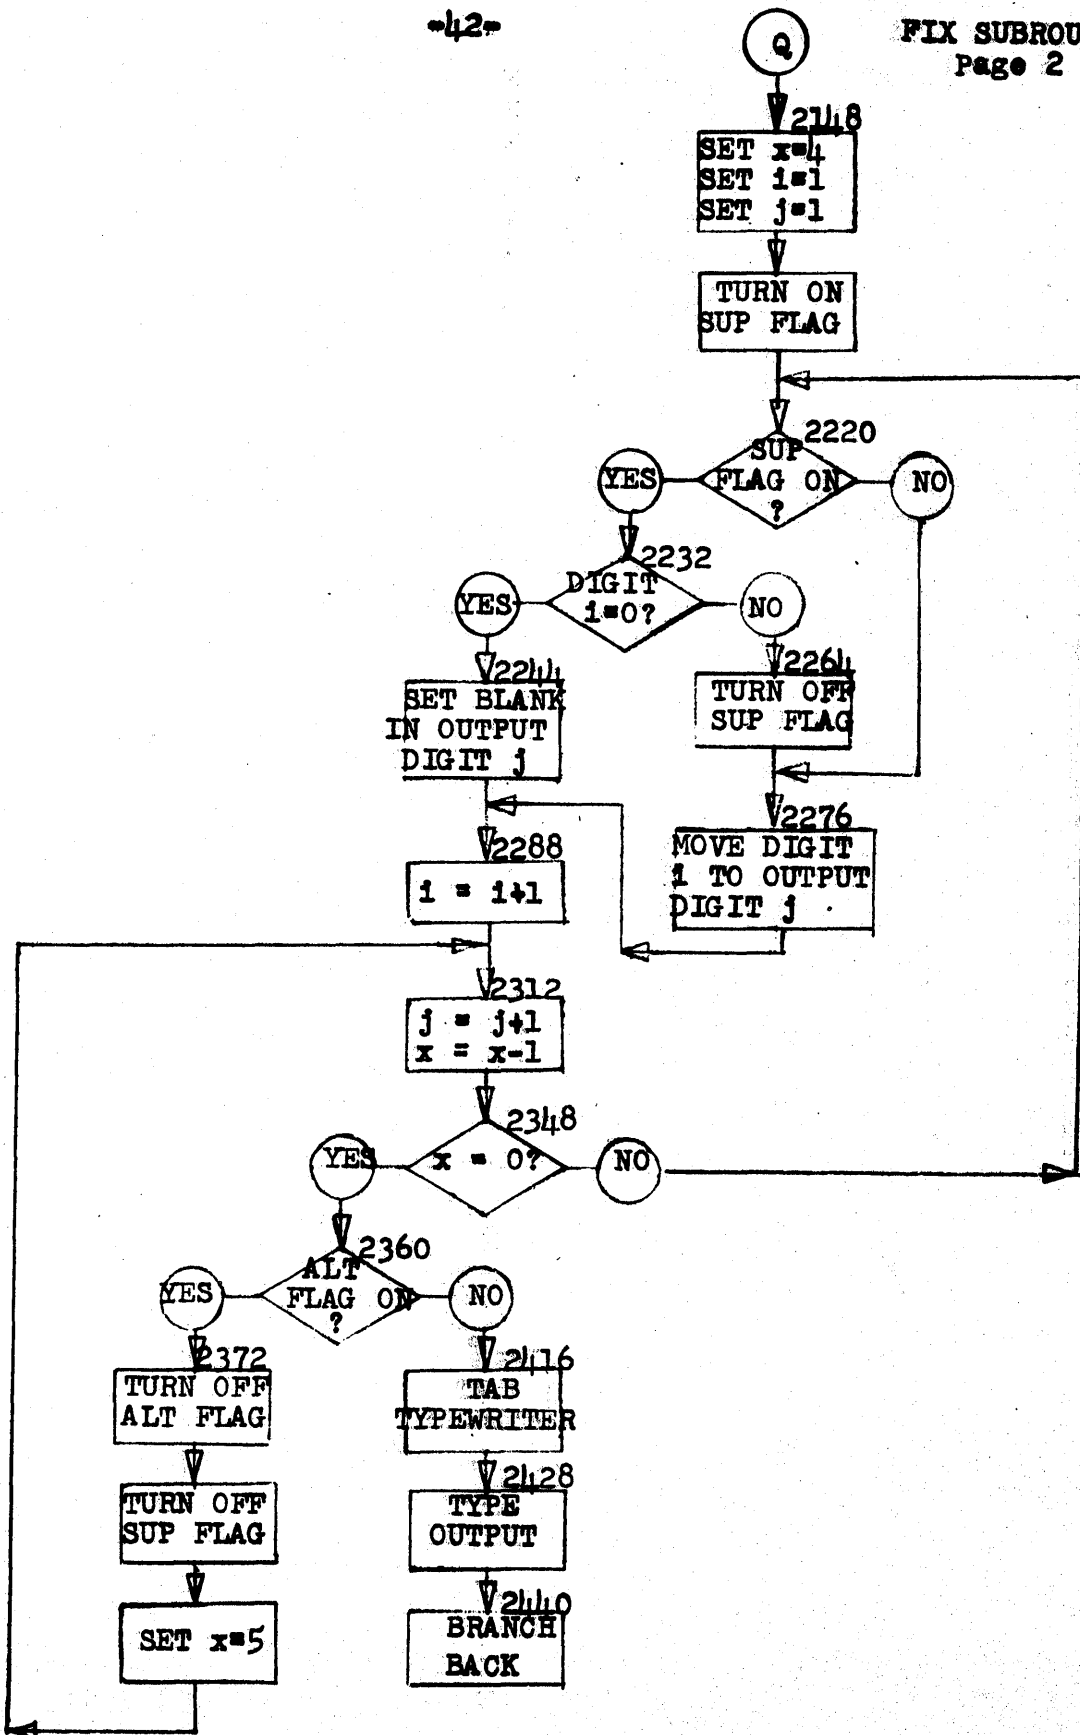 -42-
Q
FIX SUBROU
Page 2
2148
SET x=4
SET i=1
SET j=1
TURN ON
SUP FLAG
2220
SUP
FLAG ON
?
YES
NO
2232
DIGIT
i=0?
YES
NO
2244
SET BLANK
IN OUTPUT
DIGIT j
2264
TURN OFF
SUP FLAG
2276
MOVE DIGIT
i TO OUTPUT
DIGIT j
2288
i = i+1
2312
j = j+1
x = x-1
2348
x = 0?
YES
NO
2360
ALT
FLAG ON
?
YES
NO
2372
TURN OFF
ALT FLAG
2416
TAB
TYPEWRITER
TURN OFF
SUP FLAG
2428
TYPE
OUTPUT
SET x=5
2440
BRANCH
BACK